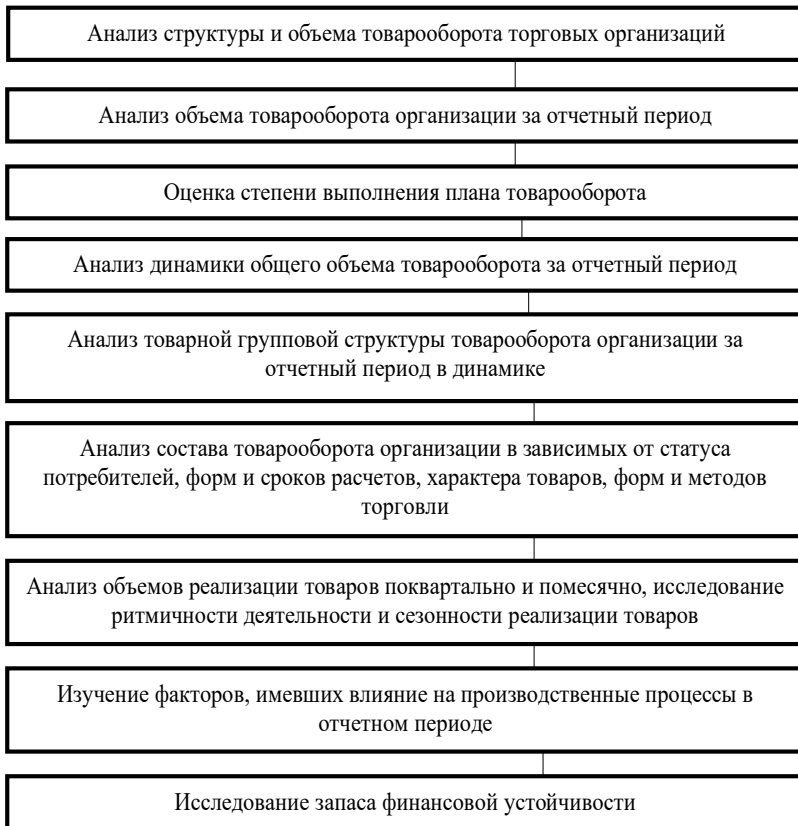 Анализ структуры и объема товарооборота торговых организаций
Анализ объема товарооборота организации за отчетный период
Оценка степени выполнения плана товарооборота
Анализ динамики общего объема товарооборота за отчетный период
Анализ товарной групповой структуры товарооборота организации за
отчетный период в динамике
Анализ состава товарооборота организации в зависимых от статуса
потребителей, форм и сроков расчетов, характера товаров, форм и методов
торговли
Анализ объемов реализации товаров поквартально и помесячно, исследование
ритмичности деятельности и сезонности реализации товаров
Изучение факторов, имевших влияние на производственные процессы в
отчетном периоде
Исследование запаса финансовой устойчивости